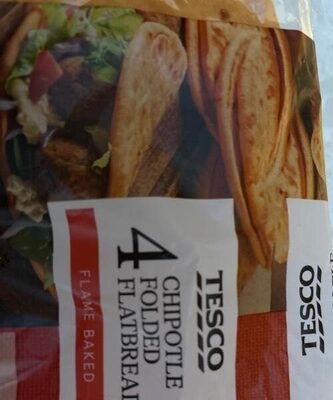 TESCO
4
CHIPOTLE
FOLDED
FLATBREA
FLAME BAKED
TESCO